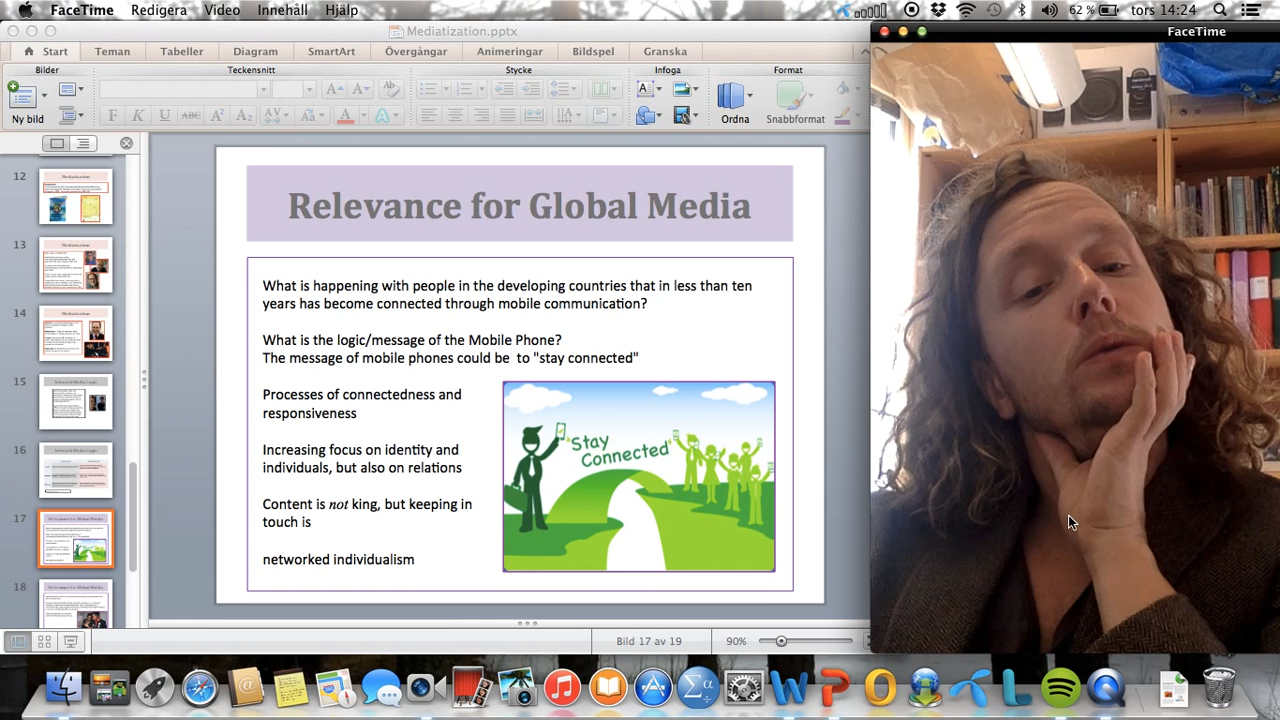 FaceTime Redigera Video Innehåll Hjälp 62 % tors 14:24
Mediatization.pptx
FaceTime
Start Teman Tabeller Diagram SmartArt Övergångar Animeringar Bildspel Granska
Bilder Teckensnitt Stycke Infoga Format
Ny bild
Ordna
Snabbformat
12
13
14
15
16
17
18
Relevance for Global Media
What is happening with people in the developing countries that in less than ten
years has become connected through mobile communication?
What is the logic/message of the Mobile Phone?
The message of mobile phones could be to "stay connected"
Processes of connectedness and
responsiveness
Increasing focus on identity and
individuals, but also on relations
Content is not king, but keeping in
touch is
networked individualism
Stay
Connected
Bild 17 av 19 90%